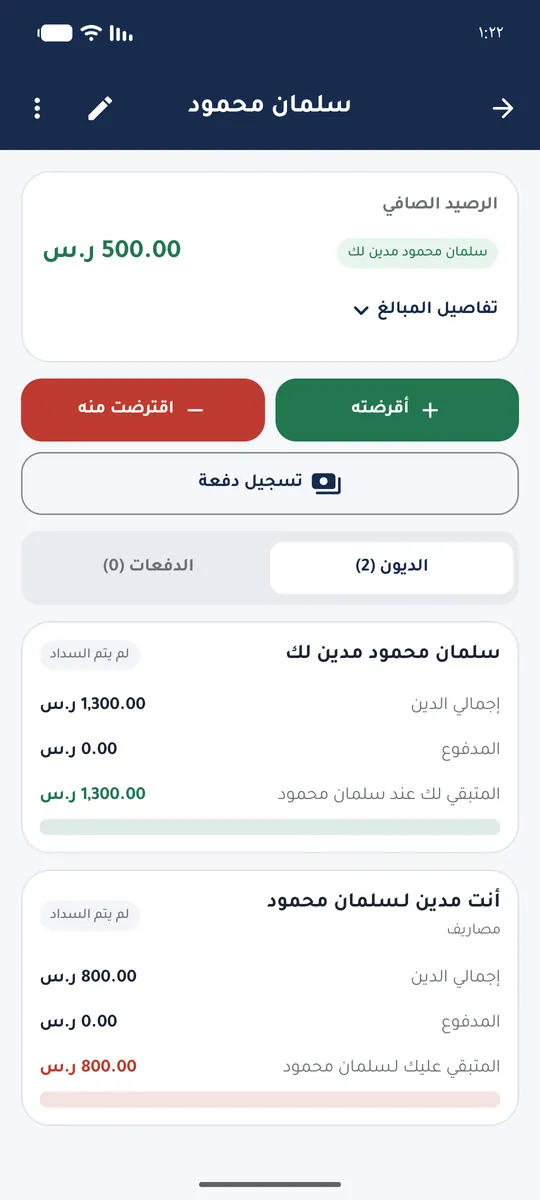 ١:٢٢
سلمان محمود
الرصيد الصافي
سلمان محمود مدين لك
500.00 ر.س
تفاصيل المبالغ
أقرضته
اقترضت منه
تسجيل دفعة
الديون (2)
الدفعات (0)
سلمان محمود مدين لك
لم يتم السداد
إجمالي الدين
1,300.00 ر.س
المدفوع
0.00 ر.س
المتبقي لك عند سلمان محمود
1,300.00 ر.س
أنت مدين لـسلمان محمود
مصاريف
لم يتم السداد
إجمالي الدين
800.00 ر.س
المدفوع
0.00 ر.س
المتبقي عليك لـسلمان محمود
800.00 ر.س